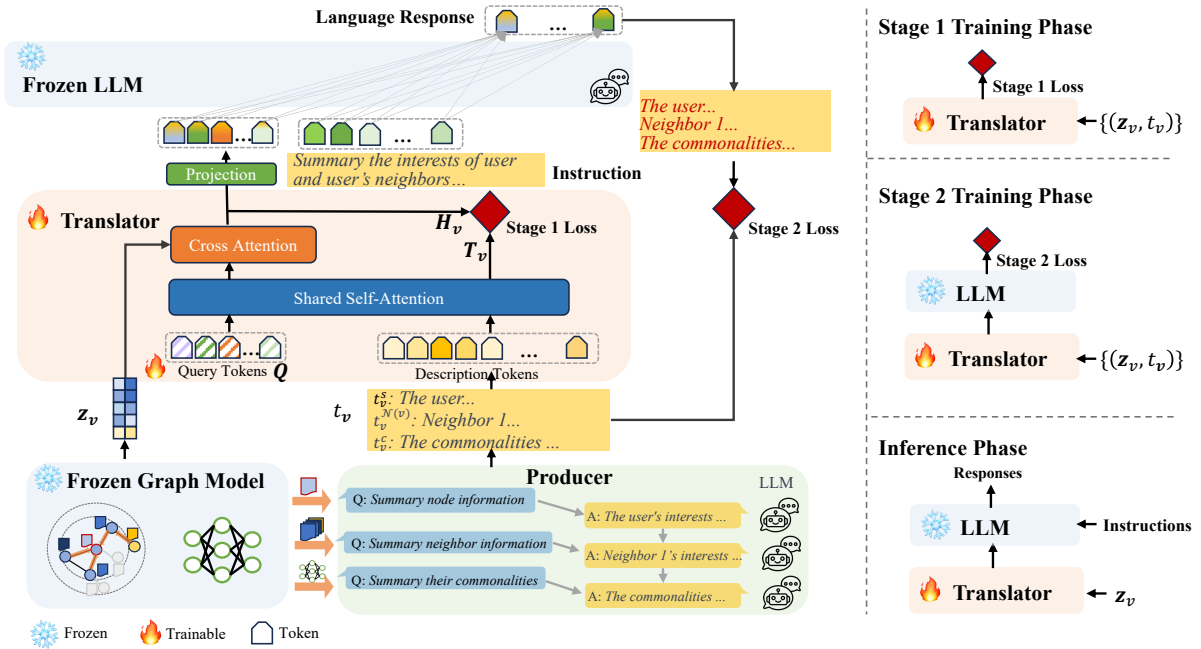 Language Response
...
Frozen LLM
...
...
The user...
Neighbor 1...
The commonalities...
Projection
Summary the interests of user
and user's neighbors...
Instruction
Translator
H_v
Stage 1 Loss
Stage 2 Loss
Cross Attention
T_v
Shared Self-Attention
...
...
Query Tokens Q
Description Tokens
z_v
t_v
t_v^s: The user...
t_v^{N(v)}: Neighbor 1...
t_v^c: The commonalities ...
Frozen Graph Model
Producer
LLM
Q: Summary node information
A: The user's interests ...
Q: Summary neighbor information
A: Neighbor 1's interests ...
Q: Summary their commonalities
A: The commonalities ...
Frozen
Trainable
Token
Stage 1 Training Phase
Stage 1 Loss
Translator
{(z_v, t_v)}
Stage 2 Training Phase
Stage 2 Loss
LLM
Translator
{(z_v, t_v)}
Inference Phase
Responses
LLM
Instructions
Translator
z_v